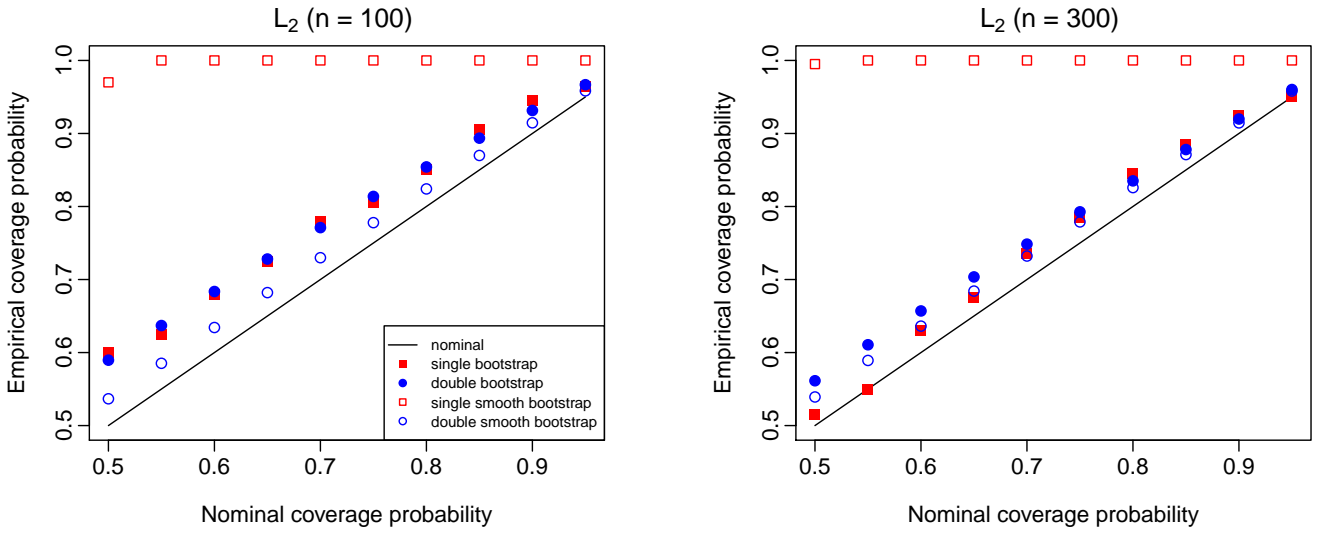 L₂ (n = 100)
Empirical coverage probability
1.0
0.9
0.8
0.7
0.6
0.5
nominal
single bootstrap
double bootstrap
single smooth bootstrap
double smooth bootstrap
0.5 0.6 0.7 0.8 0.9
Nominal coverage probability
L₂ (n = 300)
Empirical coverage probability
1.0
0.9
0.8
0.7
0.6
0.5
0.5 0.6 0.7 0.8 0.9
Nominal coverage probability